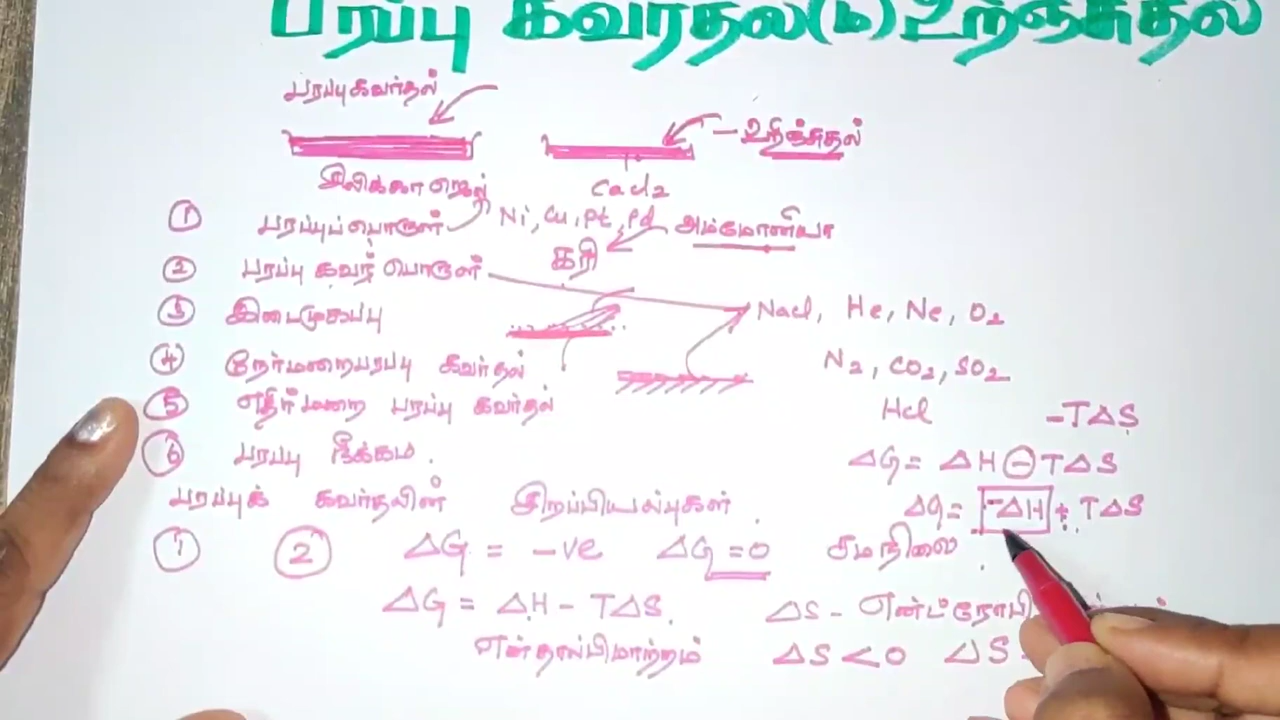 பரப்பு கவர்தல்(ம) உறிஞ்சுதல்
பரப்புகவர்தல்
- உறிஞ்சுதல்
சிலிக்கா ஜெல்
CaCl2
① பரப்புப்பொருள் Ni, Cu, Pt, Pd அம்மோனியா
கரி
② பரப்பு கவர் பொருள் NaCl, He, Ne, O2
③ இடைமுகப்பு
N2, CO2, SO2
④ நேர்மறைபரப்பு கவர்தல்
⑤ எதிர்மறை பரப்பு கவர்தல்
HCl -TΔS
⑥ பரப்பு நீக்கம்.
ΔG = ΔH - TΔS
பரப்புக் கவர்தலின் சிறப்பியல்புகள்.
ΔG = -ΔH + TΔS
① ② ΔG = -ve ΔG = 0 சமநிலை
ΔG = ΔH - TΔS. ΔS -
என்தால்பிமாற்றம் ΔS < 0 ΔS